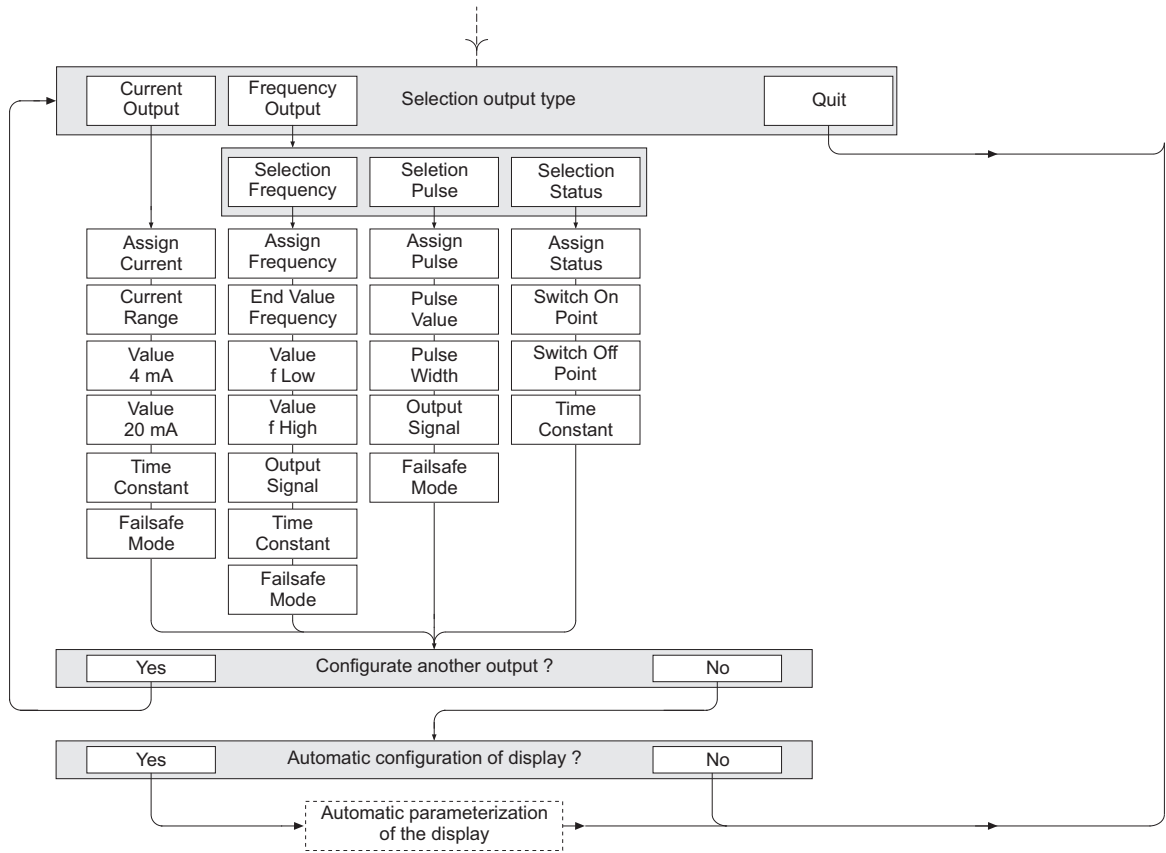 Current
Output
Frequency
Output
Selection output type
Quit
Selection
Frequency
Seletion
Pulse
Selection
Status
Assign
Current
Assign
Frequency
Assign
Pulse
Assign
Status
Current
Range
End Value
Frequency
Pulse
Value
Switch On
Point
Value
4 mA
Value
f Low
Pulse
Width
Switch Off
Point
Value
20 mA
Value
f High
Output
Signal
Time
Constant
Time
Constant
Output
Signal
Failsafe
Mode
Failsafe
Mode
Time
Constant
Failsafe
Mode
Yes
Configurate another output ?
No
Yes
Automatic configuration of display ?
No
Automatic parameterization
of the display